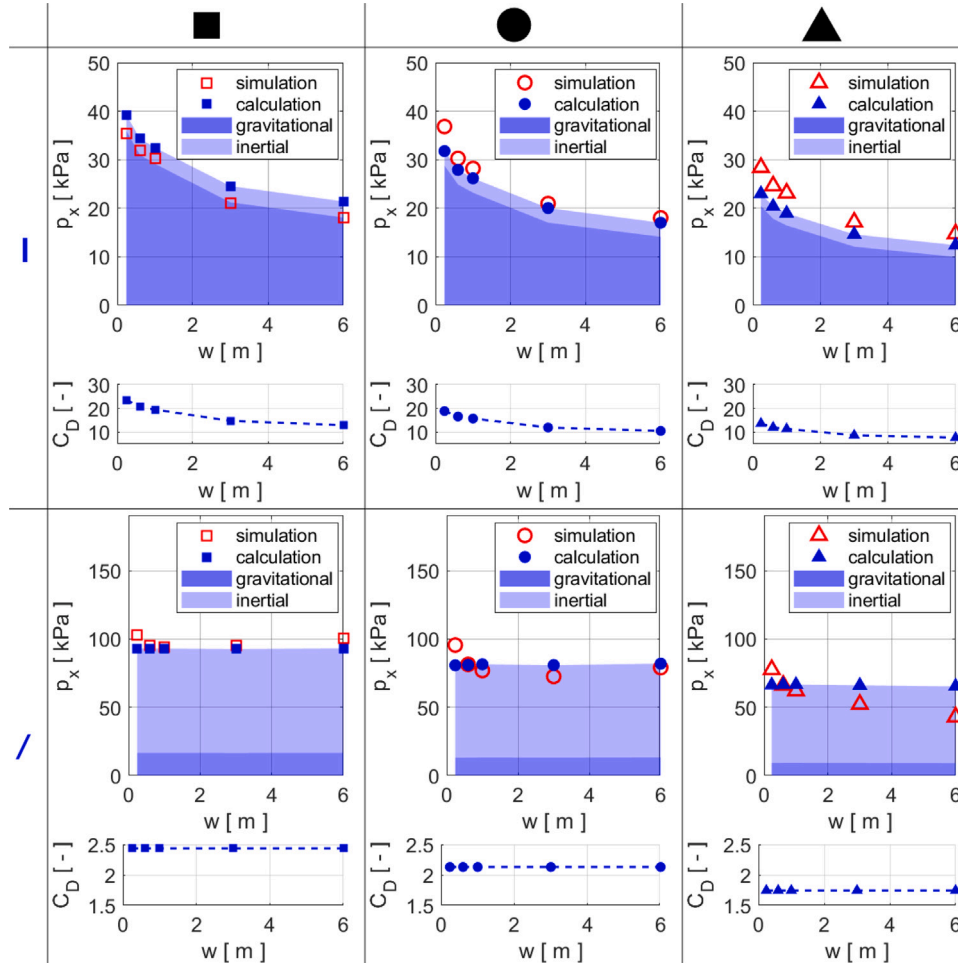 50
40
30
20
10
0
p_x [ kPa ]
simulation
calculation
gravitational
inertial
0 2 4 6
w [ m ]
50
40
30
20
10
0
p_x [ kPa ]
simulation
calculation
gravitational
inertial
0 2 4 6
w [ m ]
50
40
30
20
10
0
p_x [ kPa ]
simulation
calculation
gravitational
inertial
0 2 4 6
w [ m ]
30
20
10
C_D [ - ]
0 2 4 6
w [ m ]
30
20
10
C_D [ - ]
0 2 4 6
w [ m ]
30
20
10
C_D [ - ]
0 2 4 6
w [ m ]
150
100
50
0
p_x [ kPa ]
simulation
calculation
gravitational
inertial
0 2 4 6
w [ m ]
150
100
50
0
p_x [ kPa ]
simulation
calculation
gravitational
inertial
0 2 4 6
w [ m ]
150
100
50
0
p_x [ kPa ]
simulation
calculation
gravitational
inertial
0 2 4 6
w [ m ]
2.5
2
1.5
C_D [ - ]
0 2 4 6
w [ m ]
2.5
2
1.5
C_D [ - ]
0 2 4 6
w [ m ]
2.5
2
1.5
C_D [ - ]
0 2 4 6
w [ m ]